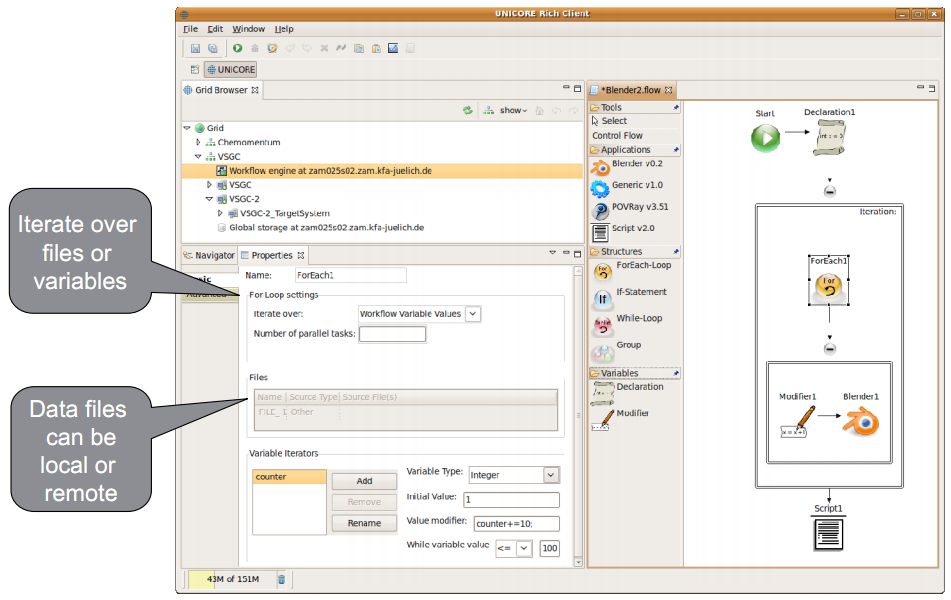 UNICORE Rich Client
File Edit Window Help
UNICORE
Grid Browser
show
Grid
Chemomentum
VSGC
Workflow engine at zam025s02.zam.kfa-juelich.de
VSGC
VSGC-2
VSGC-2_TargetSystem
Global storage at zam025s02.zam.kfa-juelich.de
Iterate over
files or
variables
Data files
can be
local or
remote
Navigator Properties
Advanced
Name: ForEach1
For Loop settings
Iterate over: Workflow Variable Values
Number of parallel tasks:
Files
Name Source Type Source File(s)
FILE_1 Other
Variable Iterators
counter
Add
Remove
Rename
Variable Type: Integer
Initial Value: 1
Value modifier: counter+=10;
While variable value <= 100
43M of 151M
*Blender2.flow
Tools
Select
Control Flow
Applications
Blender v0.2
Generic v1.0
POVRay v3.51
Script v2.0
Structures
ForEach-Loop
If-Statement
While-Loop
Group
Variables
Declaration
Modifier
Start
Declaration1
int : = 3
Iteration:
ForEach1
For
Modifier1
Blender1
Script1